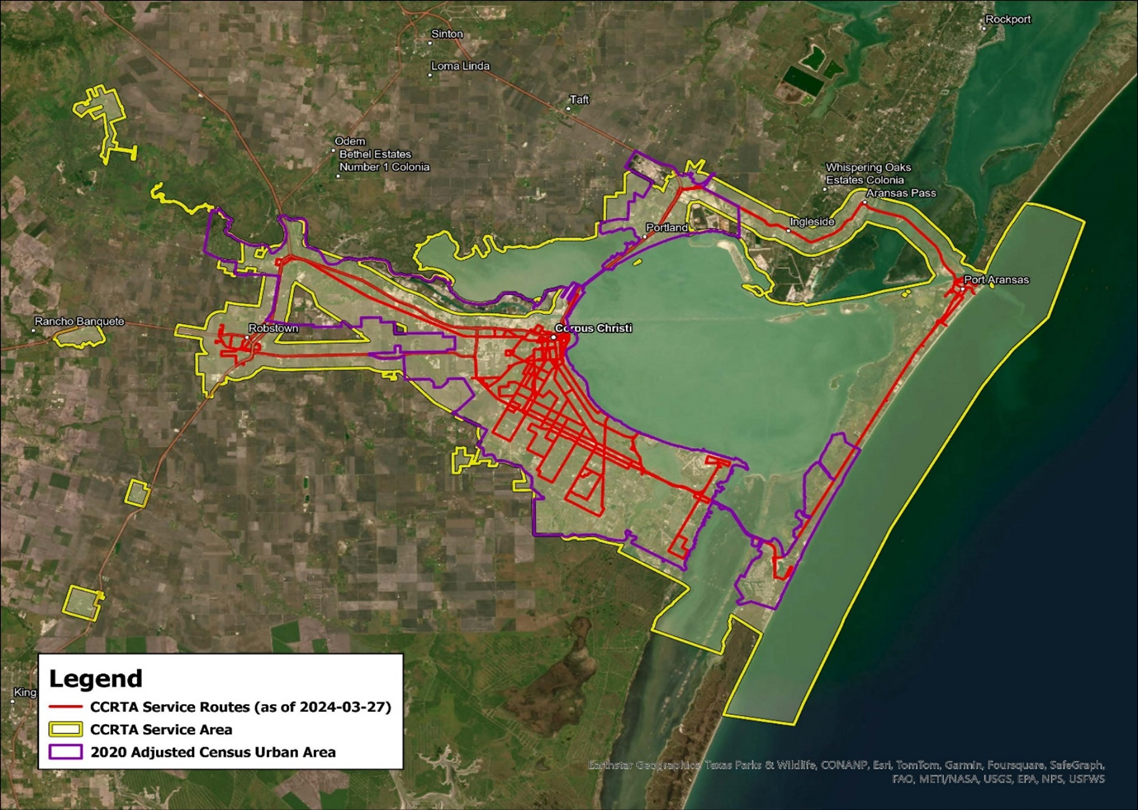 Rockport
Sinton
Loma Linda
Taft
Odem
Bethel Estates
Number 1 Colonia
Whispering Oaks
Estates Colonia
Aransas Pass
Ingleside
Portland
Port Aransas
Rancho Banquete
Robstown
Corpus Christi
King
Legend
CCRTA Service Routes (as of 2024-03-27)
CCRTA Service Area
2020 Adjusted Census Urban Area
Earthstar Geographics Texas Parks & Wildlife, CONANP, Esri, TomTom, Garmin, Foursquare, SafeGraph,
FAO, METI/NASA, USGS, EPA, NPS, USFWS